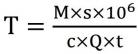 T = M×s×10⁶ / c×Q×t